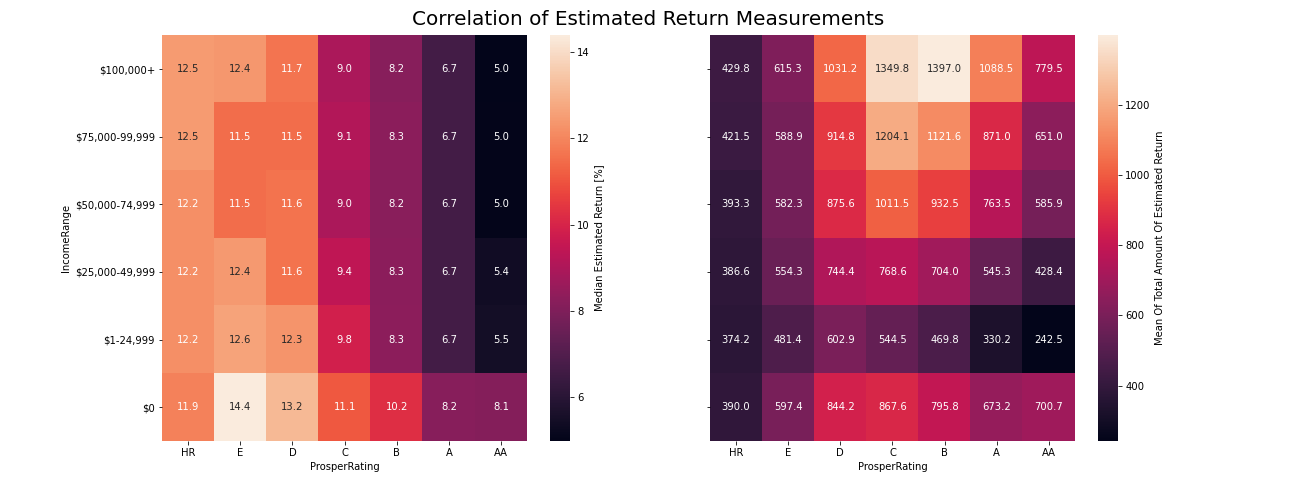 Correlation of Estimated Return Measurements
IncomeRange
$100,000+
$75,000-99,999
$50,000-74,999
$25,000-49,999
$1-24,999
$0
12.5 12.4 11.7 9.0 8.2 6.7 5.0
12.5 11.5 11.5 9.1 8.3 6.7 5.0
12.2 11.5 11.6 9.0 8.2 6.7 5.0
12.2 12.4 11.6 9.4 8.3 6.7 5.4
12.2 12.6 12.3 9.8 8.3 6.7 5.5
11.9 14.4 13.2 11.1 10.2 8.2 8.1
HR E D C B A AA
ProsperRating
14
12
10
8
6
Median Estimated Return [%]
429.8 615.3 1031.2 1349.8 1397.0 1088.5 779.5
421.5 588.9 914.8 1204.1 1121.6 871.0 651.0
393.3 582.3 875.6 1011.5 932.5 763.5 585.9
386.6 554.3 744.4 768.6 704.0 545.3 428.4
374.2 481.4 602.9 544.5 469.8 330.2 242.5
390.0 597.4 844.2 867.6 795.8 673.2 700.7
HR E D C B A AA
ProsperRating
1200
1000
800
600
400
Mean Of Total Amount Of Estimated Return